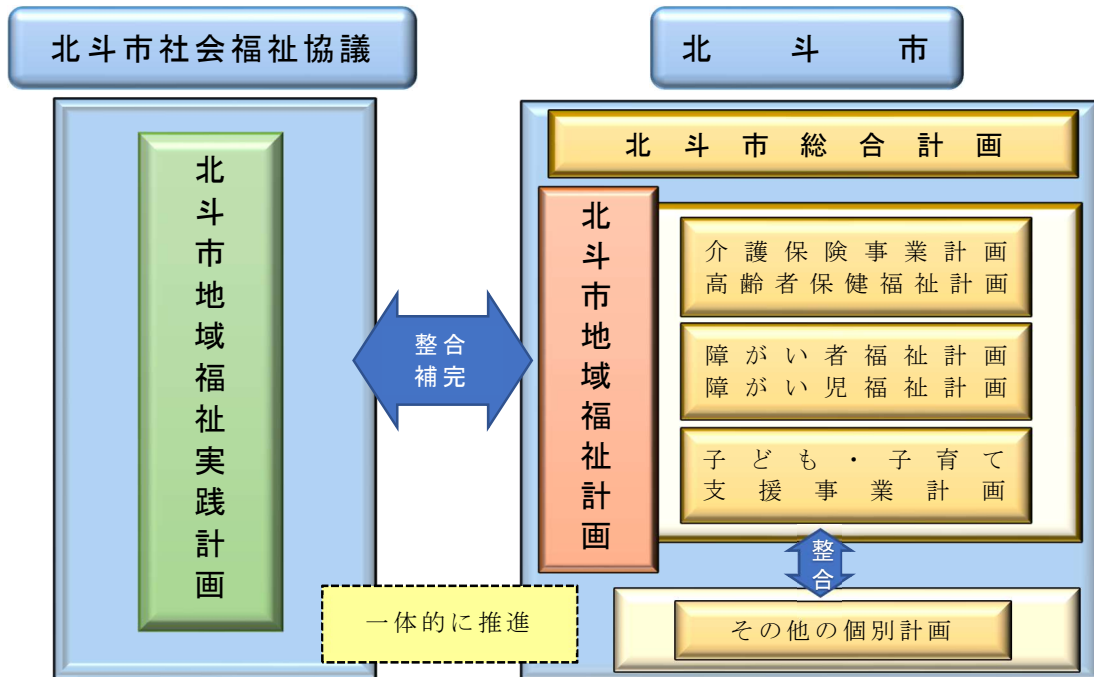 北斗市社会福祉協議
北斗市
北斗市地域福祉実践計画
整合
補完
北斗市総合計画
北斗市地域福祉計画
介護保険事業計画
高齢者保健福祉計画
障がい者福祉計画
障がい児福祉計画
子ども・子育て
支援事業計画
整合
一体的に推進
その他の個別計画